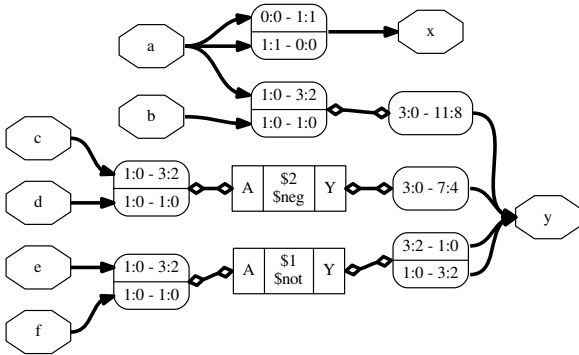 a
0:0 - 1:1
1:1 - 0:0
x
b
1:0 - 3:2
1:0 - 1:0
3:0 - 11:8
c
d
1:0 - 3:2
1:0 - 1:0
A
$2
$neg
Y
3:0 - 7:4
y
e
f
1:0 - 3:2
1:0 - 1:0
A
$1
$not
Y
3:2 - 1:0
1:0 - 3:2